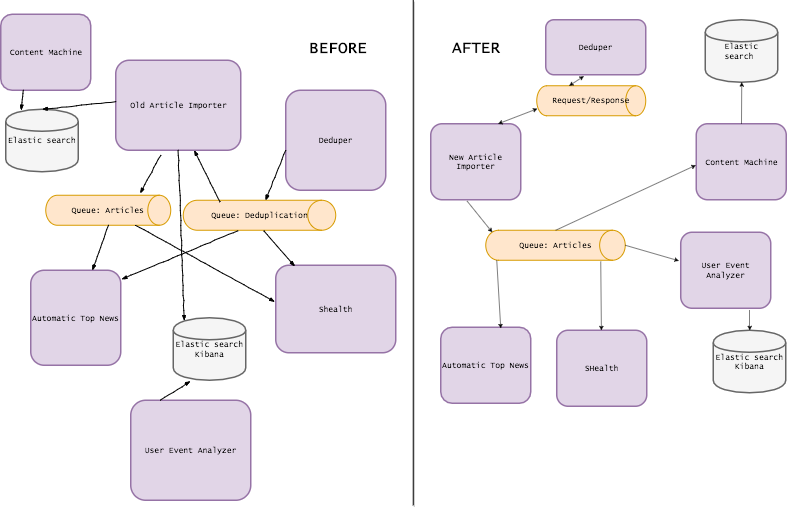 BEFORE
Content Machine
Old Article Importer
Elastic search
Deduper
Queue: Articles
Queue: Deduplication
Automatic Top News
Shealth
Elastic search
Kibana
User Event Analyzer
AFTER
Deduper
Elastic
search
Request/Response
New Article
Importer
Content Machine
Queue: Articles
User Event
Analyzer
Automatic Top News
SHealth
Elastic search
Kibana